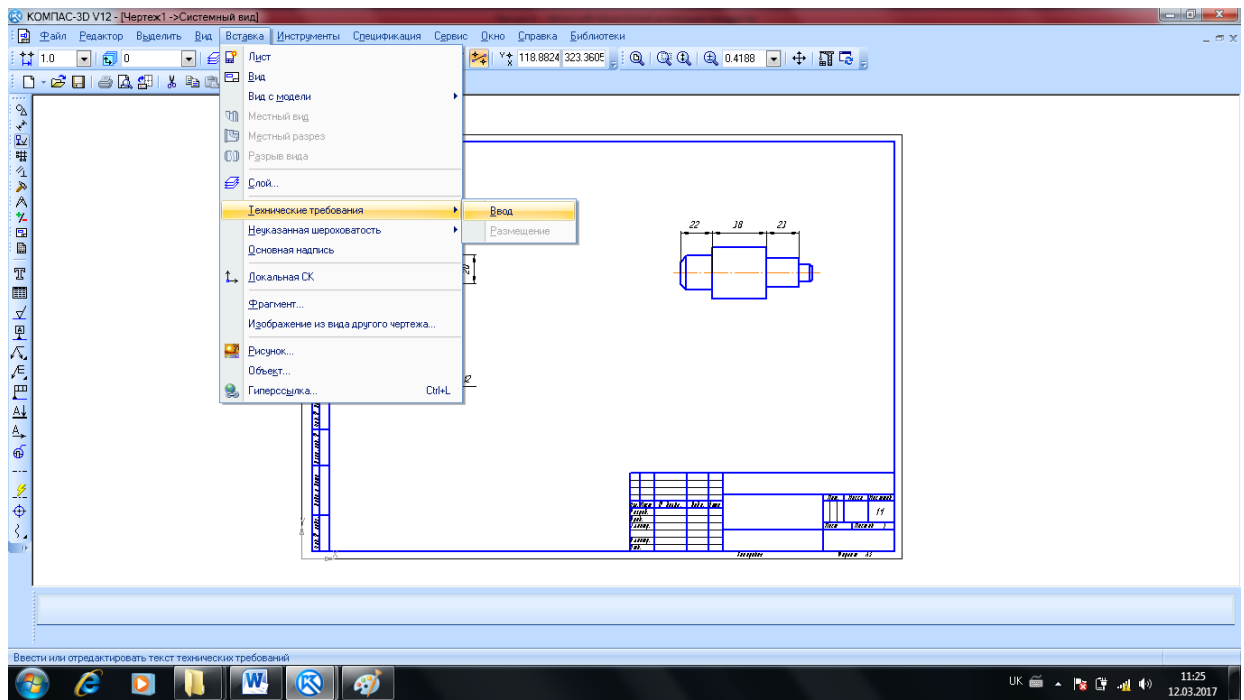 КОМПАС-3D V12 - [Чертеж1 ->Системный вид]
Файл Редактор Выделить Вид Вставка Инструменты Спецификация Сервис Окно Справка Библиотеки
1.0 0 118.8824 323.3605 0.4188
Лист
Вид
Вид с модели
Местный вид
Местный разрез
Разрыв вида
Слой...
Технические требования
Ввод
Неуказанная шероховатость
Размещение
Основная надпись
Локальная СК
Фрагмент...
Изображение из вида другого чертежа...
Рисунок...
Объект...
Гиперссылка... Ctrl+L
22 38 23
20
Копировал Формат А3
Ввести или отредактировать текст технических требований
UK 11:25
12.03.2017